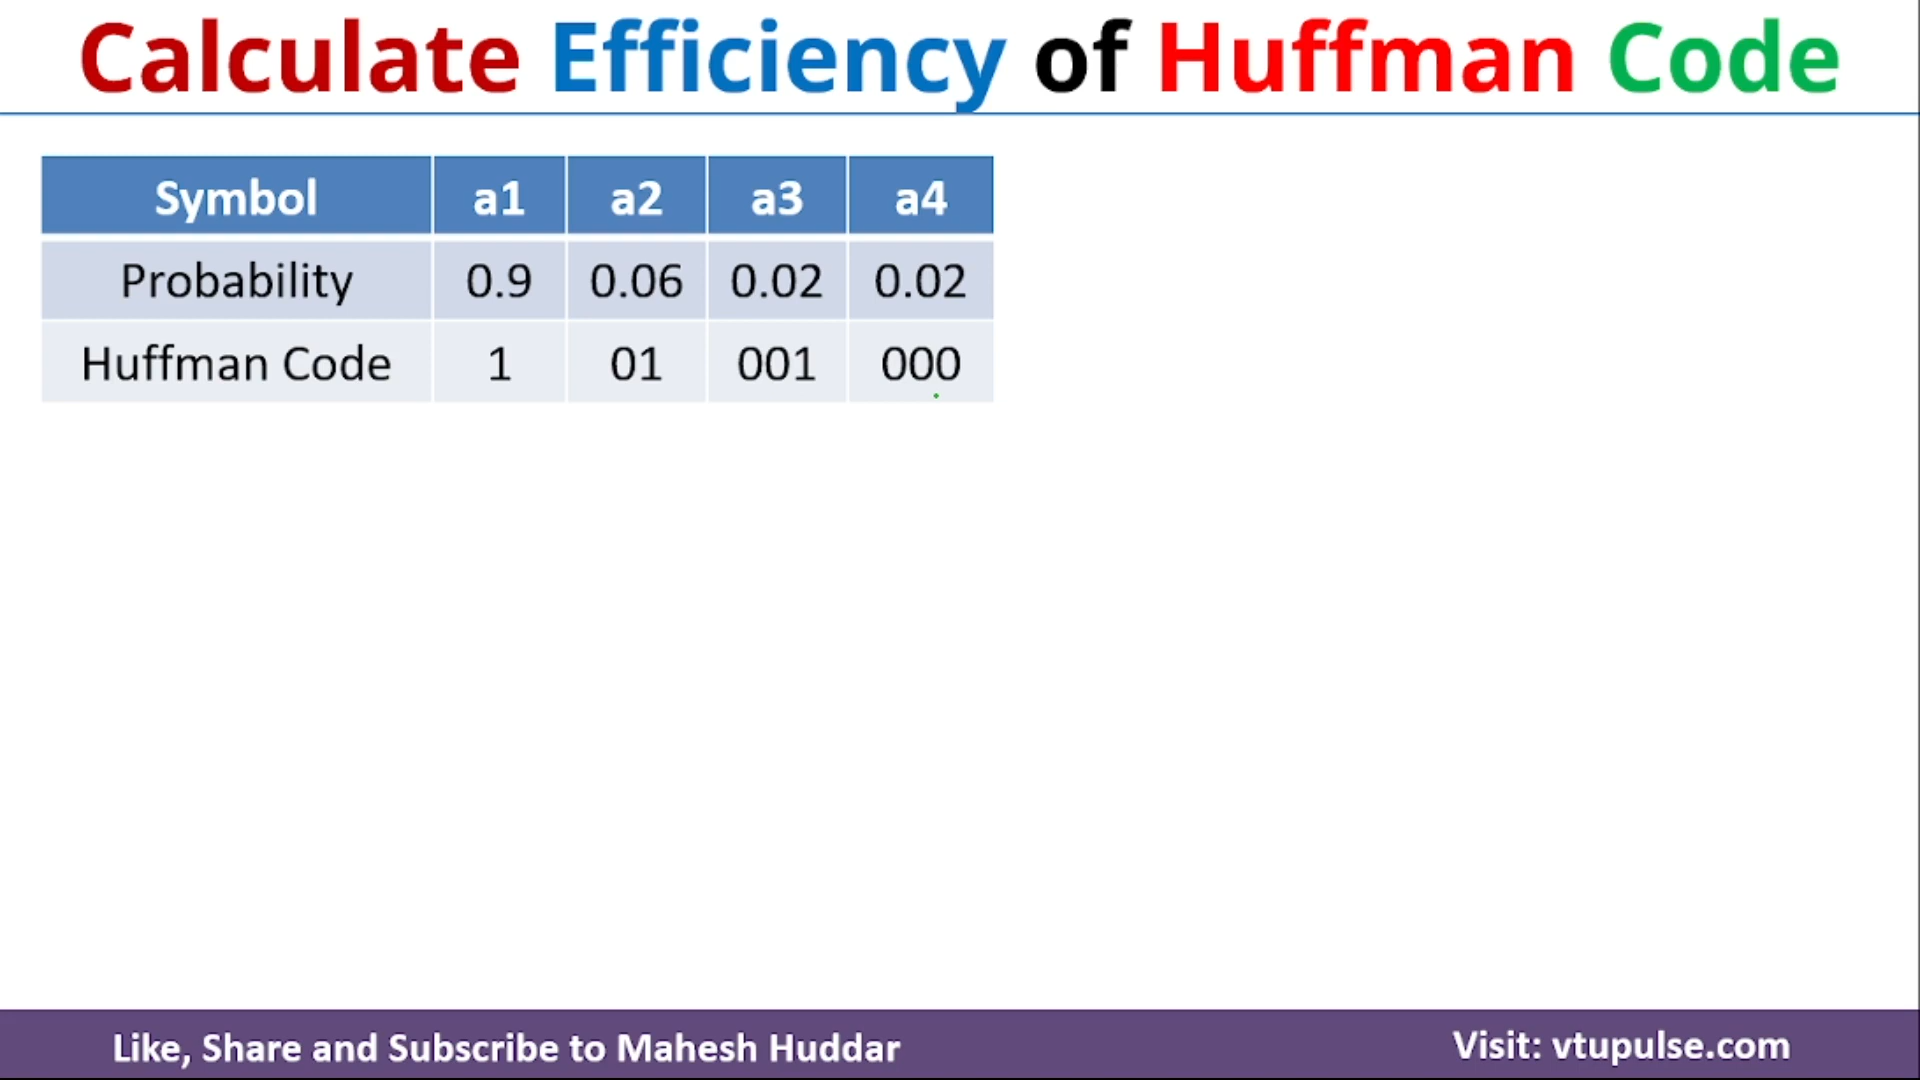 Calculate Efficiency of Huffman Code
Symbol a1 a2 a3 a4
Probability 0.9 0.06 0.02 0.02
Huffman Code 1 01 001 000
Like, Share and Subscribe to Mahesh Huddar
Visit: vtupulse.com